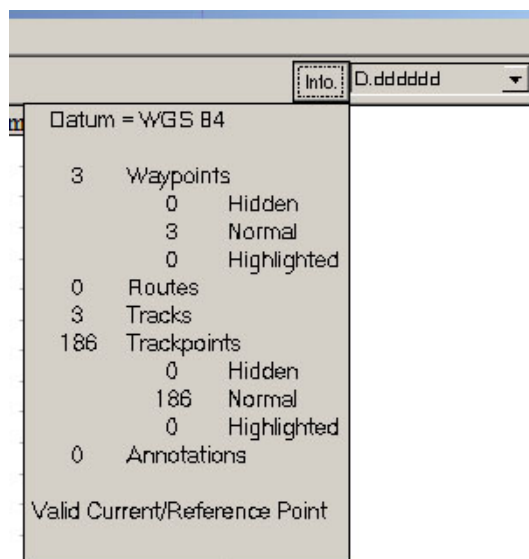 Info. D.dddddd
m
Datum = WGS 84
3 Waypoints
0 Hidden
3 Normal
0 Highlighted
0 Routes
3 Tracks
186 Trackpoints
0 Hidden
186 Normal
0 Highlighted
0 Annotations
Valid Current/Reference Point